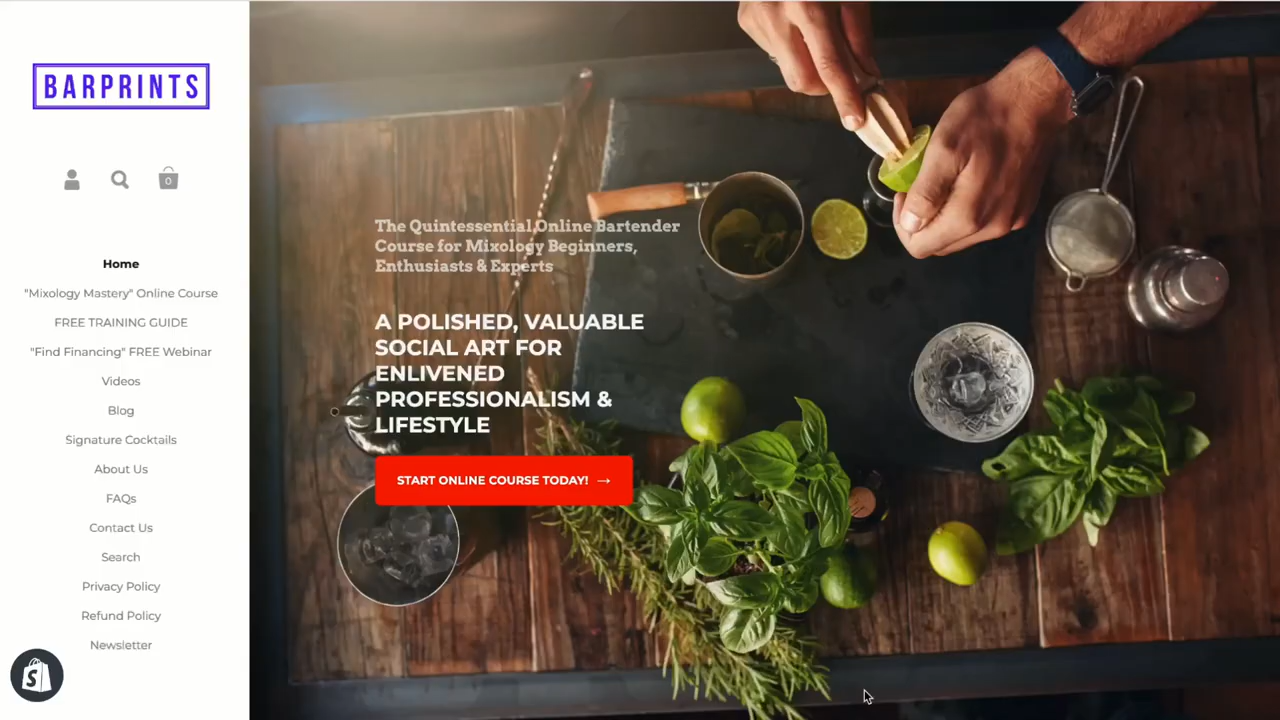 BARPRINTS
0
Home
"Mixology Mastery" Online Course
FREE TRAINING GUIDE
"Find Financing" FREE Webinar
Videos
Blog
Signature Cocktails
About Us
FAQs
Contact Us
Search
Privacy Policy
Refund Policy
Newsletter
S
The Quintessential Online Bartender
Course for Mixology Beginners,
Enthusiasts & Experts
A POLISHED, VALUABLE
SOCIAL ART FOR
ENLIVENED
PROFESSIONALISM &
LIFESTYLE
START ONLINE COURSE TODAY! →